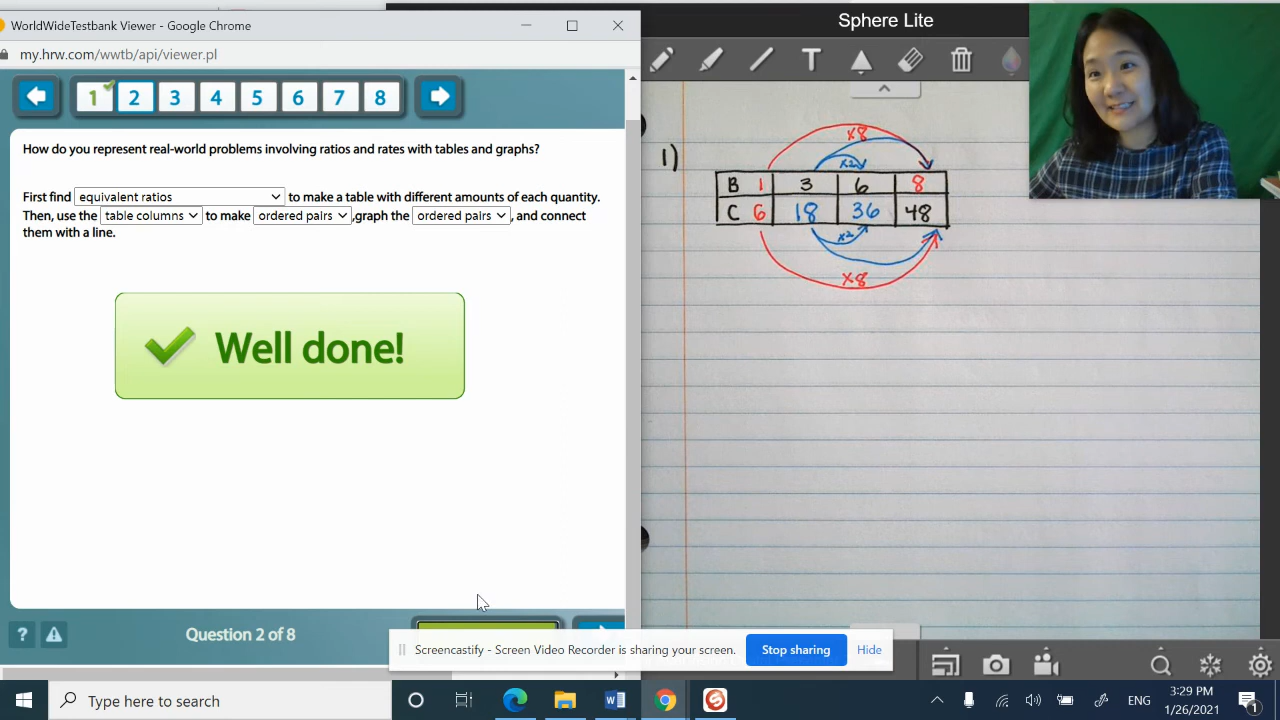 WorldWideTestbank Viewer - Google Chrome
my.hrw.com/wwtb/api/viewer.pl
1 2 3 4 5 6 7 8
How do you represent real-world problems involving ratios and rates with tables and graphs?
First find equivalent ratios to make a table with different amounts of each quantity.
Then, use the table columns to make ordered pairs ,graph the ordered pairs , and connect
them with a line.
Well done!
? Question 2 of 8
Sphere Lite
T
1)
x8
x2
B 1 3 6 8
C 6 18 36 48
x2
x8
Screencastify - Screen Video Recorder is sharing your screen. Stop sharing Hide
Type here to search
ENG
3:29 PM
1/26/2021
1